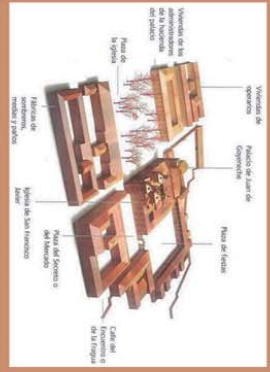 Viviendas de
operarios
Palacio de Juan de
Goyeneche
Plaza de fiestas
Viviendas de los
administradores
de la hacienda
del palacio
Plaza de
la iglesia
Fábricas de
sombreros,
medias y paños
Iglesia de San Francisco
Javier
Plaza del Secreto o
del Mercado
Calle del
Encuentro o
de la Fragua